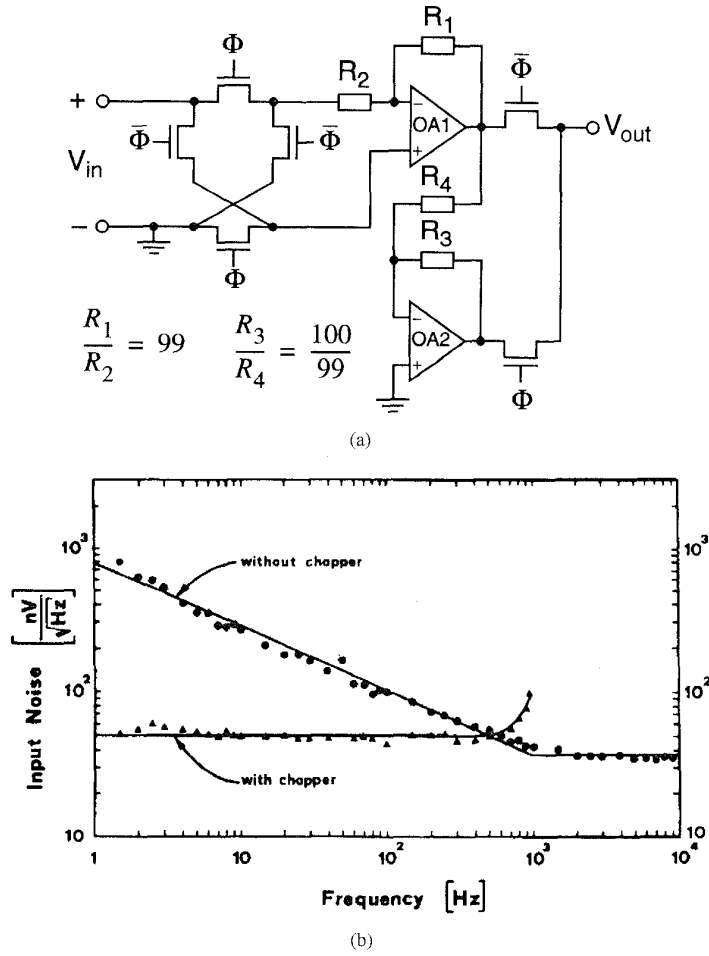 Φ
R₁
R₂
Φ̄
+
−
OA1
+
Vout
Φ̄
Φ̄
Vin
R₄
−
R₃
Φ
−
OA2
+
R₁/R₂ = 99
R₃/R₄ = 100/99
Φ
(a)
10³
10³
without chopper
Input Noise [nV/√Hz]
10²
10²
with chopper
10
10
1
10
10²
10³
10⁴
Frequency [Hz]
(b)